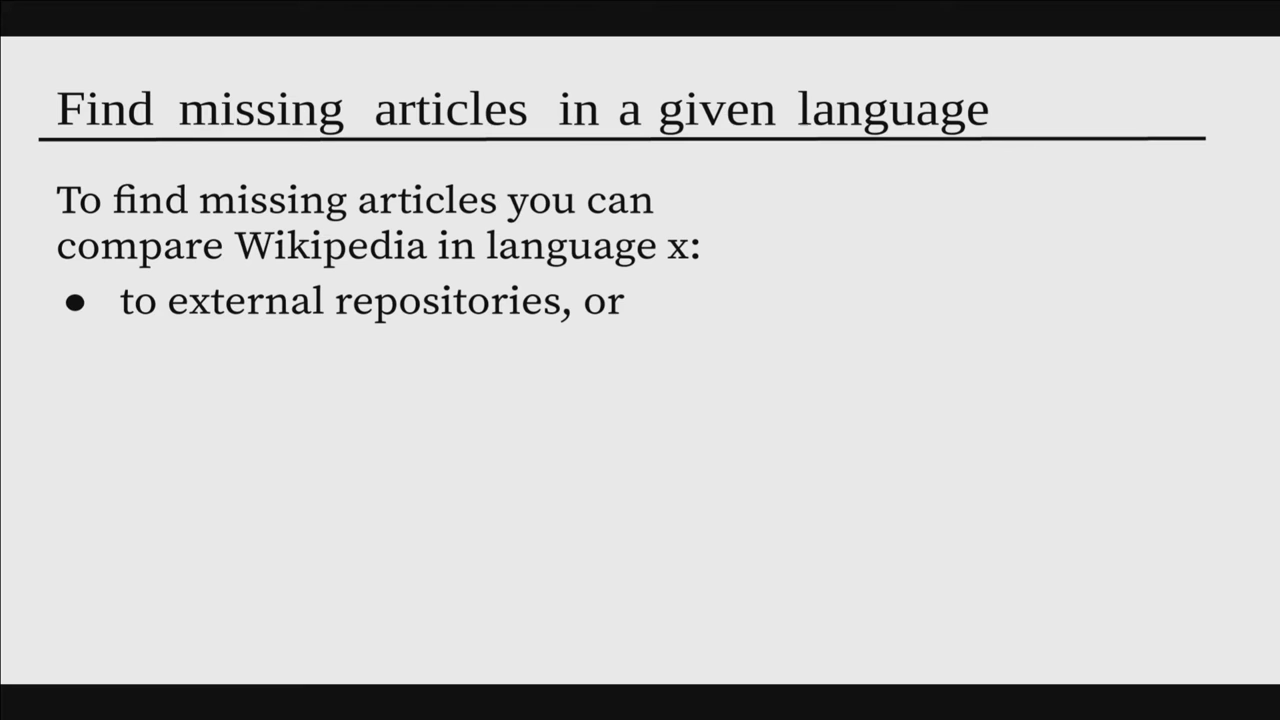 Find missing articles in a given language
To find missing articles you can
compare Wikipedia in language x:
● to external repositories, or